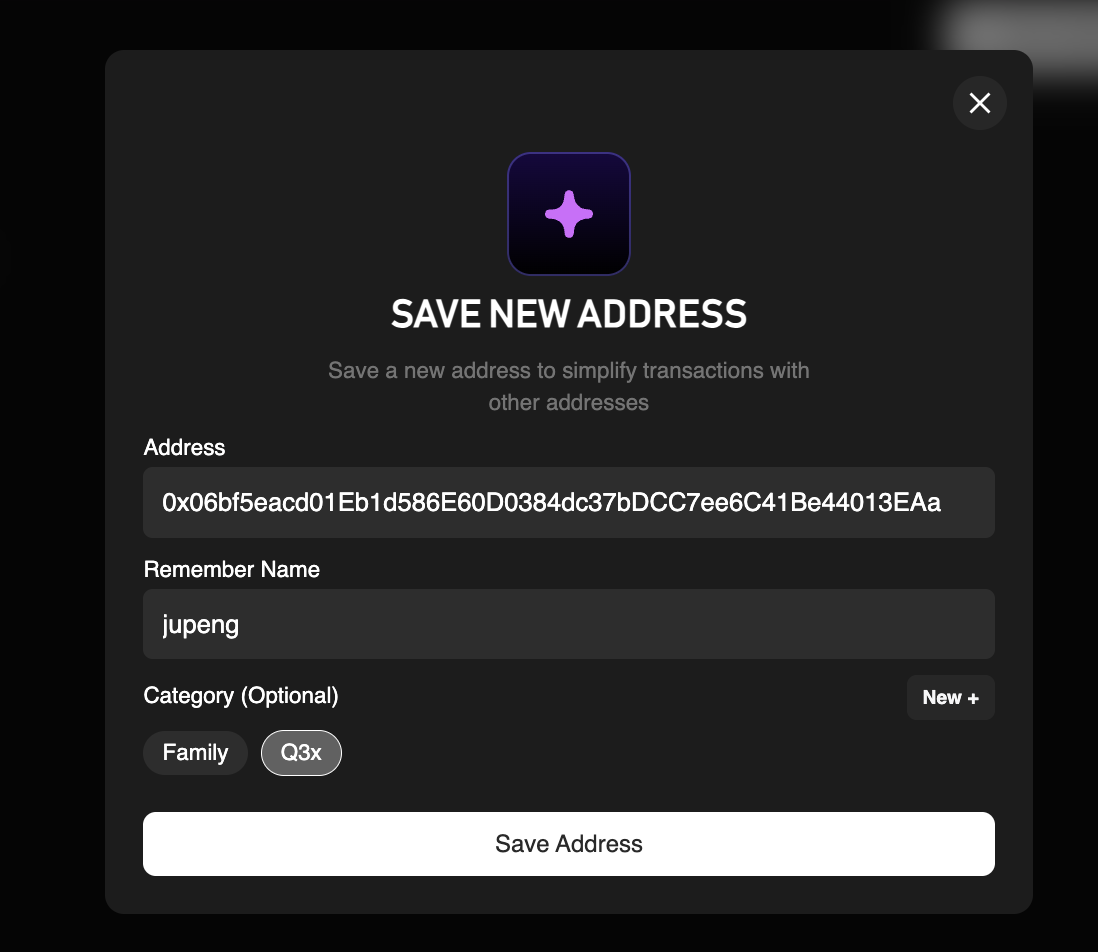 SAVE NEW ADDRESS
Save a new address to simplify transactions with
other addresses
Address
0x06bf5eacd01Eb1d586E60D0384dc37bDCC7ee6C41Be44013EAa
Remember Name
jupeng
Category (Optional)
New +
Family
Q3x
Save Address